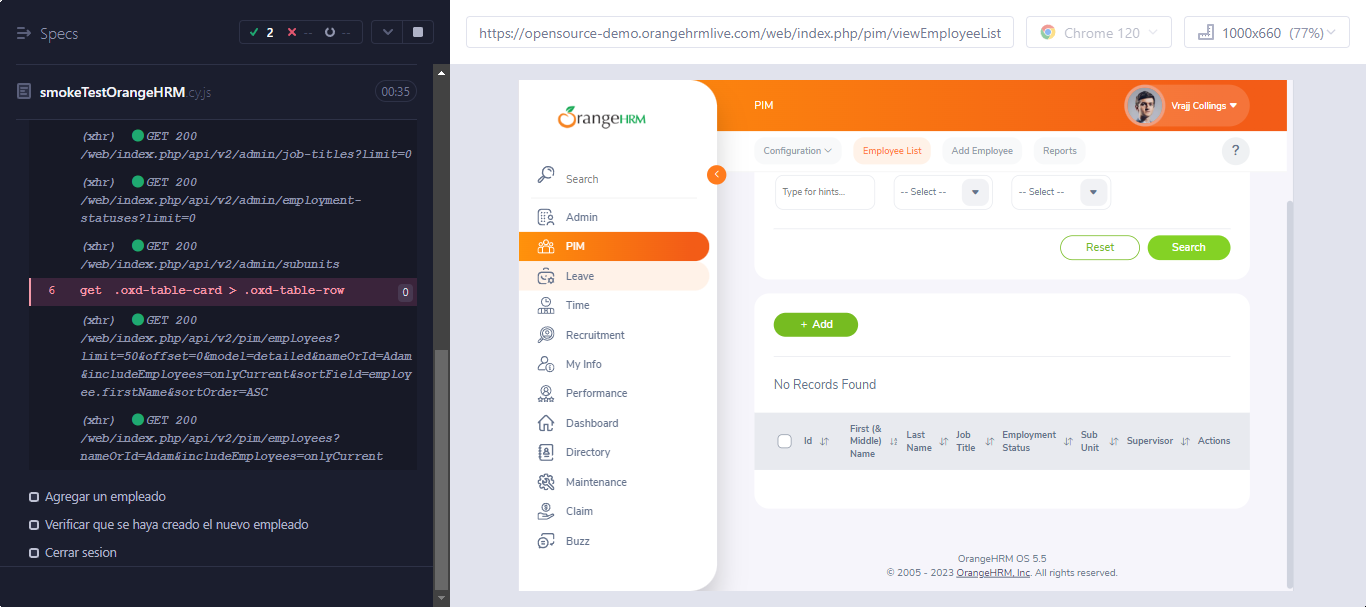 Specs
2
--
--
smokeTestOrangeHRM.cy.js
00:35
(xhr) GET 200
/web/index.php/api/v2/admin/job-titles?limit=0
(xhr) GET 200
/web/index.php/api/v2/admin/employment-
statuses?limit=0
(xhr) GET 200
/web/index.php/api/v2/admin/subunits
6 get .oxd-table-card > .oxd-table-row 0
(xhr) GET 200
/web/index.php/api/v2/pim/employees?
limit=50&offset=0&model=detailed&nameOrId=Adam
&includeEmployees=onlyCurrent&sortField=employ
ee.firstName&sortOrder=ASC
(xhr) GET 200
/web/index.php/api/v2/pim/employees?
nameOrId=Adam&includeEmployees=onlyCurrent
Agregar un empleado
Verificar que se haya creado el nuevo empleado
Cerrar sesion
https://opensource-demo.orangehrmlive.com/web/index.php/pim/viewEmployeeList
Chrome 120
1000x660 (77%)
OrangeHRM
Search
Admin
PIM
Leave
Time
Recruitment
My Info
Performance
Dashboard
Directory
Maintenance
Claim
Buzz
PIM
Vrajj Collings
Configuration
Employee List
Add Employee
Reports
?
Type for hints...
-- Select --
-- Select --
Reset
Search
+ Add
No Records Found
Id
First (&
Middle)
Name
Last
Name
Job
Title
Employment
Status
Sub
Unit
Supervisor
Actions
OrangeHRM OS 5.5
© 2005 - 2023 OrangeHRM, Inc. All rights reserved.